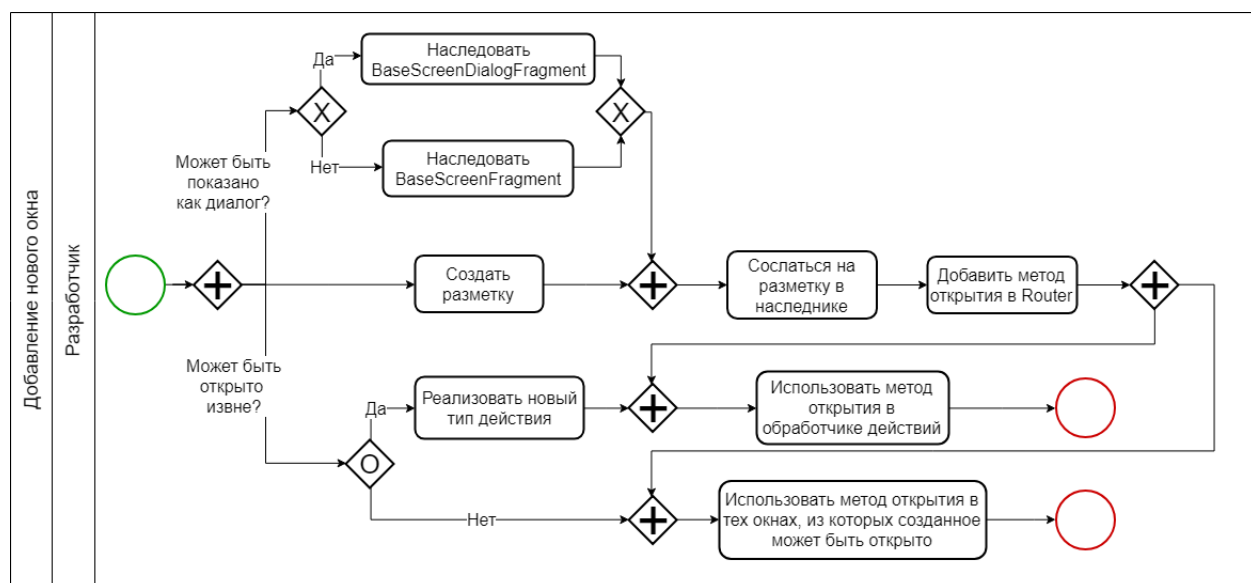 Добавление нового окна
Разработчик
Может быть
показано
как диалог?
X
Да
Нет
Наследовать
BaseScreenDialogFragment
Наследовать
BaseScreenFragment
X
Создать
разметку
Сослаться на
разметку в
наследнике
Добавить метод
открытия в Router
Может быть
открыто
извне?
O
Да
Нет
Реализовать новый
тип действия
Использовать метод
открытия в
обработчике действий
Использовать метод открытия в
тех окнах, из которых созданное
может быть открыто